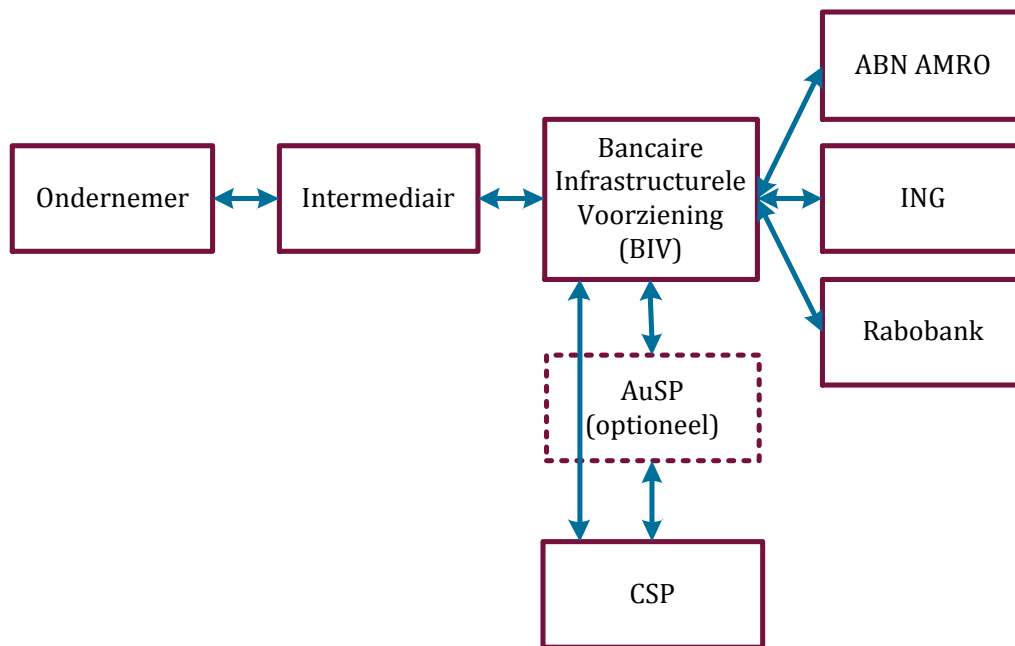 Ondernemer
Intermediair
Bancaire
Infrastructurele
Voorziening
(BIV)
ABN AMRO
ING
Rabobank
AuSP
(optioneel)
CSP